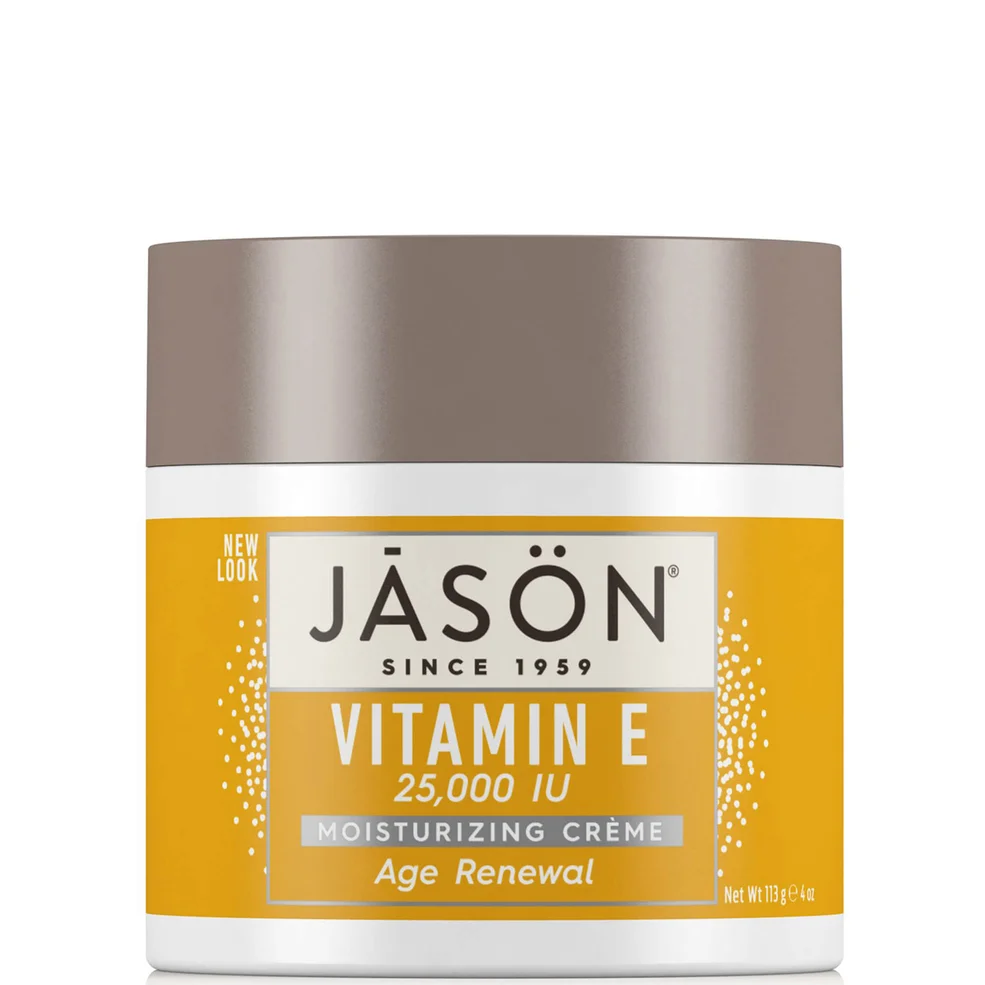 NEW
LOOK
JĀSÖN®
SINCE 1959
VITAMIN E
25,000 IU
MOISTURIZING CRÈME
Age Renewal
Net Wt 113 g ℮ 4 oz